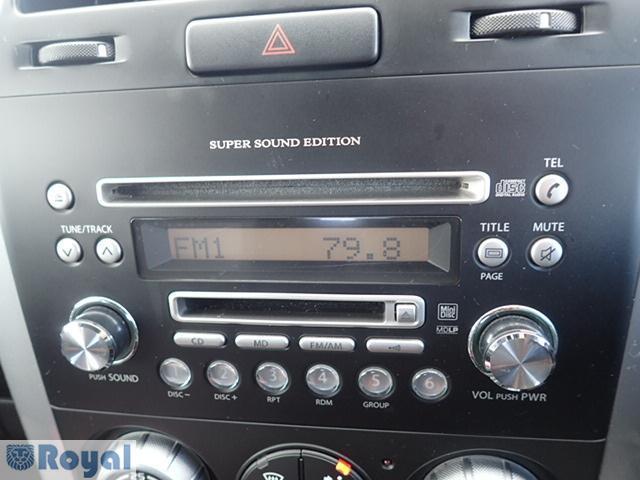 SUPER SOUND EDITION
TEL
COMPACT
disc
DIGITAL AUDIO
TUNE/TRACK
TITLE
MUTE
FM1 79.8
PAGE
Mini
Disc
MDLP
CD MD FM/AM
PUSH SOUND
1 2 3 4 5 6
DISC- DISC+ RPT RDM GROUP
VOL PUSH PWR
Royal